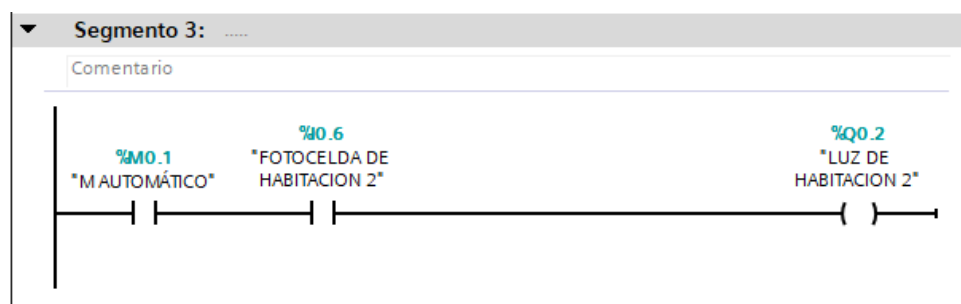 Segmento 3: .....
Comentario
%M0.1
"M AUTOMÁTICO"
%I0.6
"FOTOCELDA DE
HABITACION 2"
%Q0.2
"LUZ DE
HABITACION 2"